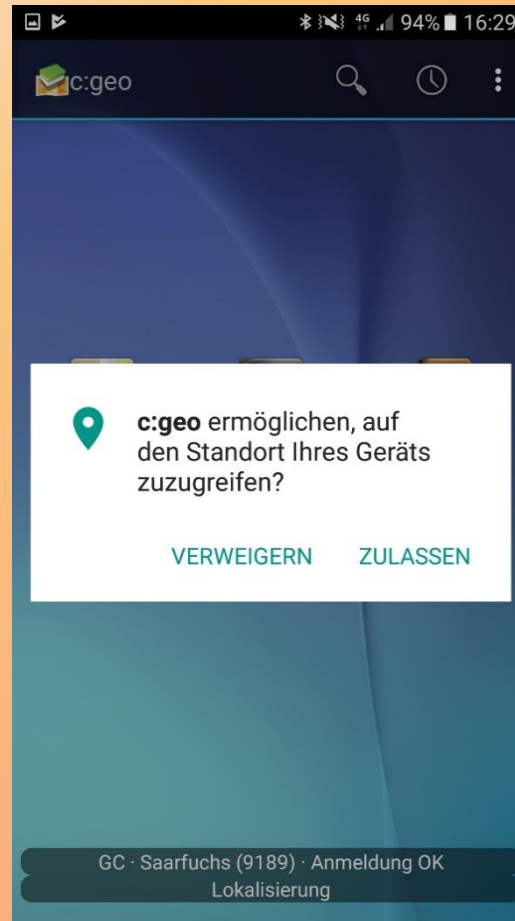 4G 94% 16:29
c:geo
c:geo ermöglichen, auf
den Standort Ihres Geräts
zuzugreifen?
VERWEIGERN ZULASSEN
GC · Saarfuchs (9189) · Anmeldung OK
Lokalisierung